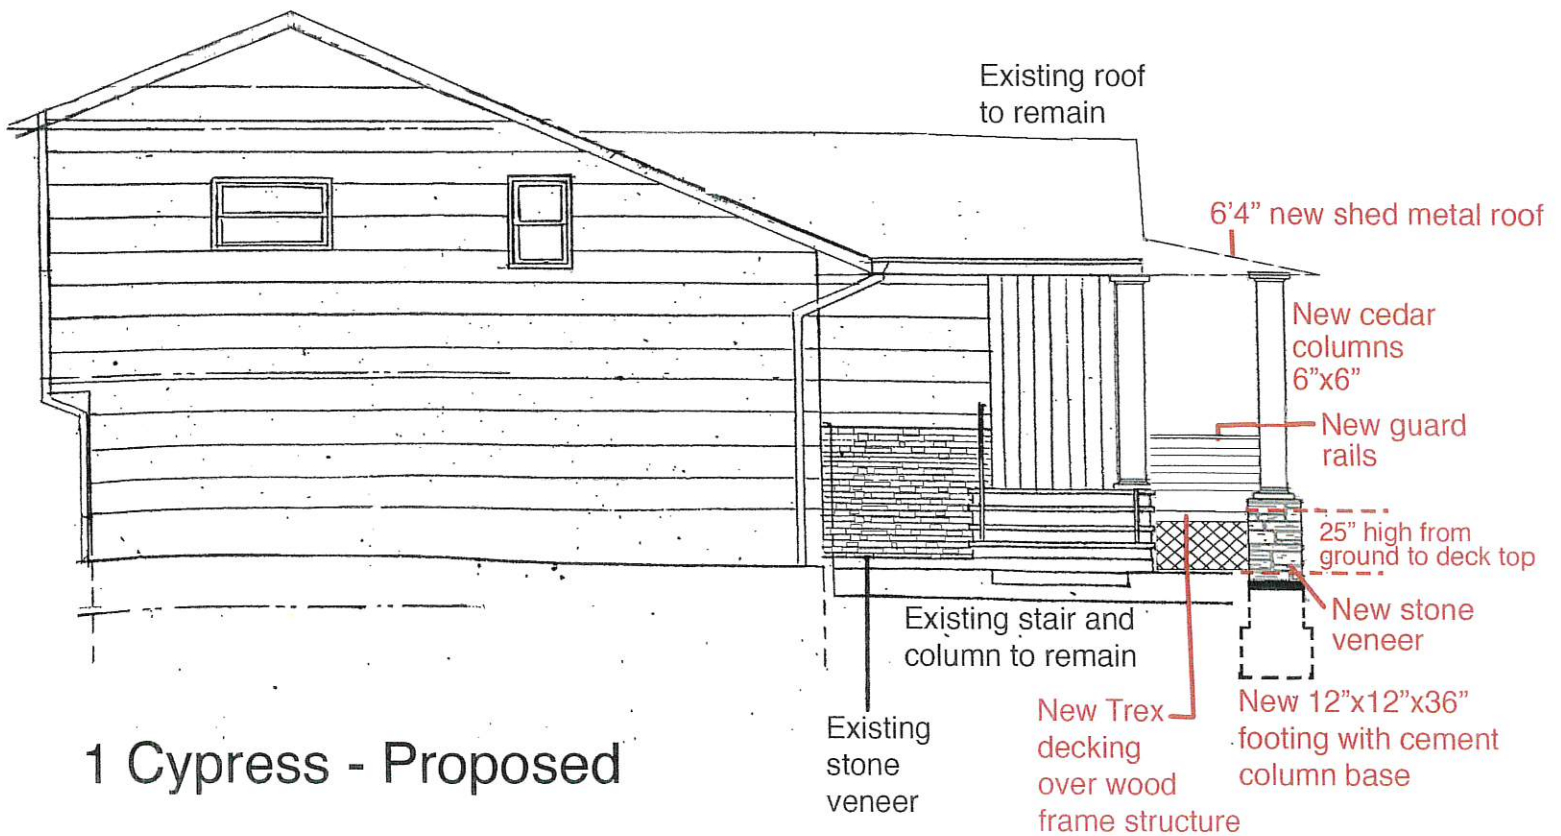 Existing roof
to remain
6'4” new shed metal roof
New cedar
columns
6”x6”
New guard
rails
25” high from
ground to deck top
New stone
veneer
Existing stair and
column to remain
New 12”x12”x36”
footing with cement
column base
New Trex
decking
over wood
frame structure
Existing
stone
veneer
1 Cypress - Proposed